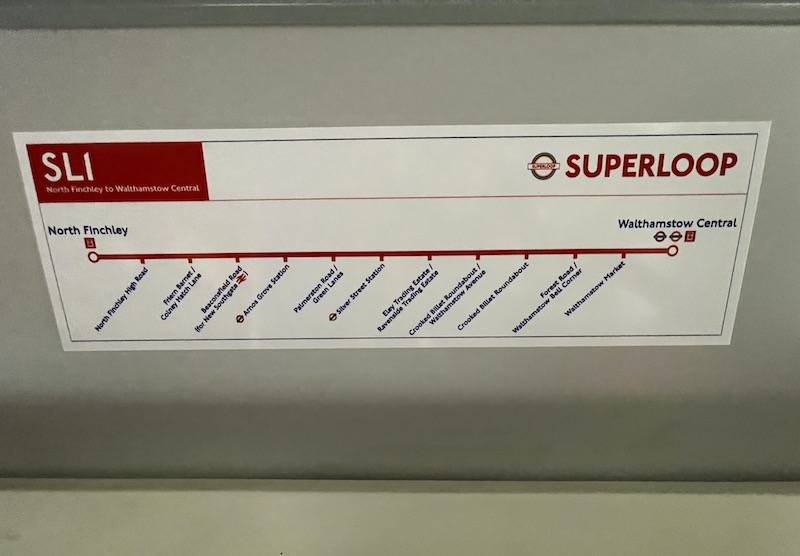 SL1
North Finchley to Walthamstow Central
SUPERLOOP
SUPERLOOP
North Finchley
Walthamstow Central
North Finchley High Road
Friern Barnet /
Colney Hatch Lane
Beaconsfield Road
(for New Southgate
Arnos Grove Station
Palmerston Road /
Green Lanes
Silver Street Station
Eley Trading Estate /
Ravenside Trading Estate
Crooked Billet Roundabout /
Walthamstow Avenue
Crooked Billet Roundabout
Forest Road /
Walthamstow Bell Corner
Walthamstow Market